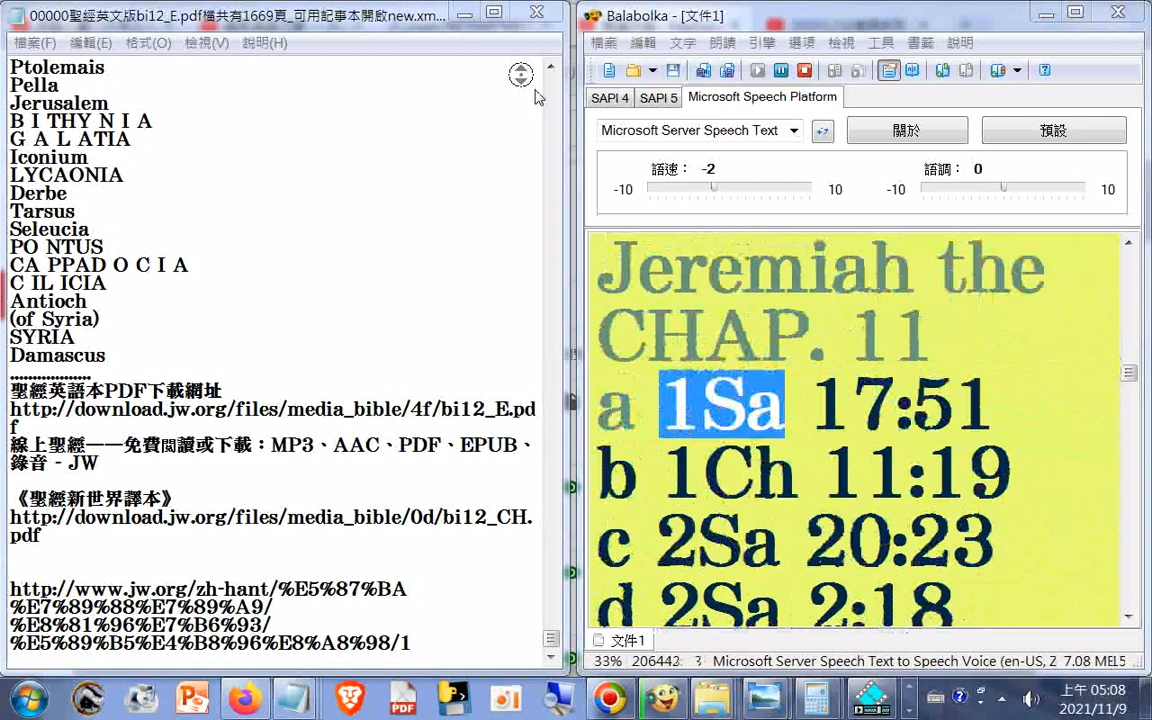 00000聖經英文版bi12_E.pdf檔共有1669頁_可用記事本開啟new.xm...
檔案(F) 編輯(E) 格式(O) 檢視(V) 說明(H)
Ptolemais
Pella
Jerusalem
B I THY N I A
G A L ATIA
Iconium
LYCAONIA
Derbe
Tarsus
Seleucia
PO NTUS
CA PPAD O C I A
C IL ICIA
Antioch
(of Syria)
SYRIA
Damascus
..................
聖經英語本PDF下載網址
http://download.jw.org/files/media_bible/4f/bi12_E.pd
f
線上聖經——免費閱讀或下載：MP3、AAC、PDF、EPUB、
錄音 - JW
《聖經新世界譯本》
http://download.jw.org/files/media_bible/0d/bi12_CH.
pdf
http://www.jw.org/zh-hant/%E5%87%BA
%E7%89%88%E7%89%A9/
%E8%81%96%E7%B6%93/
%E5%89%B5%E4%B8%96%E8%A8%98/1
Balabolka - [文件1]
檔案 編輯 文字 朗讀 引擎 選項 檢視 工具 書籤 說明
SAPI 4 SAPI 5 Microsoft Speech Platform
Microsoft Server Speech Text 關於 預設
語速： -2 語調： 0
-10 10 -10 10
Jeremiah the
CHAP. 11
a 1Sa 17:51
b 1Ch 11:19
c 2Sa 20:23
d 2Sa 2:18
文件1
33% 206442: 3 Microsoft Server Speech Text to Speech Voice (en-US, Z 7.08 MB
上午 05:08
2021/11/9